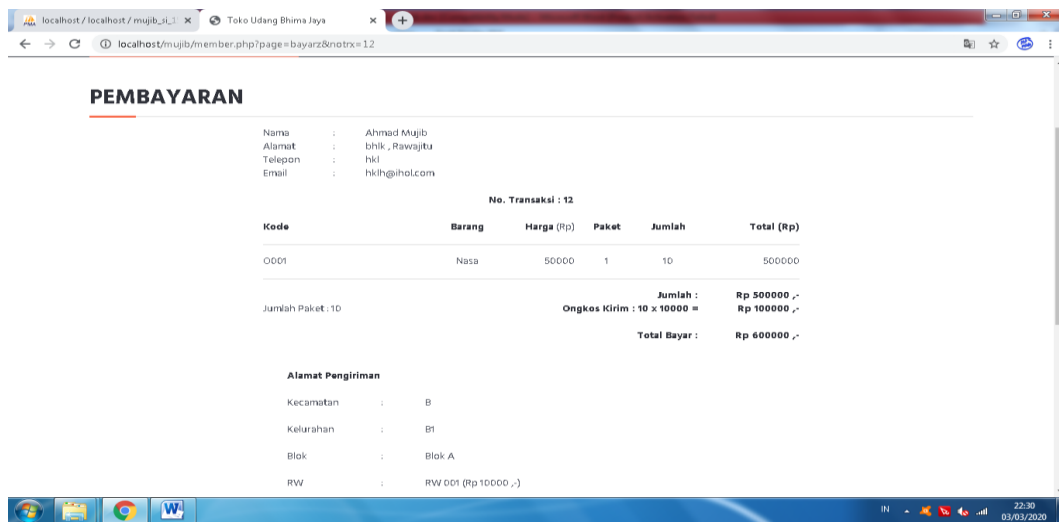 localhost / localhost / mujib_si_1
Toko Udang Bhima Jaya
localhost/mujib/member.php?page=bayarz&notrx=12
PEMBAYARAN
Nama : Ahmad Mujib
Alamat : bhlk , Rawajitu
Telepon : hkl
Email : hklh@ihol.com
No. Transaksi : 12
Kode Barang Harga (Rp) Paket Jumlah Total (Rp)
O001 Nasa 50000 1 10 500000
Jumlah : Rp 500000 ,-
Jumlah Paket : 10 Ongkos Kirim : 10 x 10000 = Rp 100000 ,-
Total Bayar : Rp 600000 ,-
Alamat Pengiriman
Kecamatan : B
Kelurahan : B1
Blok : Blok A
RW : RW 001 (Rp 10000 ,-)
IN 22:30
03/03/2020